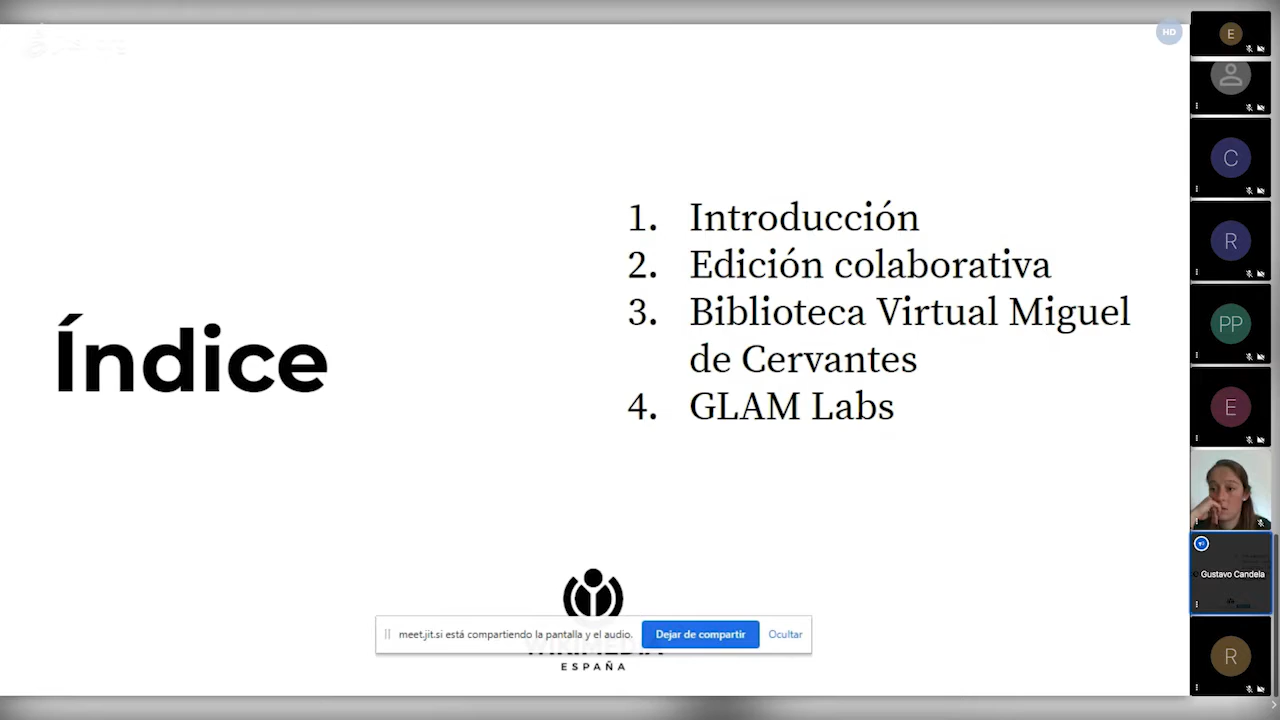 HD
E
C
R
PP
E
Gustavo Candela
R
Índice
1. Introducción
2. Edición colaborativa
3. Biblioteca Virtual Miguel
de Cervantes
4. GLAM Labs
meet.jit.si está compartiendo la pantalla y el audio.
Dejar de compartir
Ocultar
WIKIMEDIA
ESPAÑA